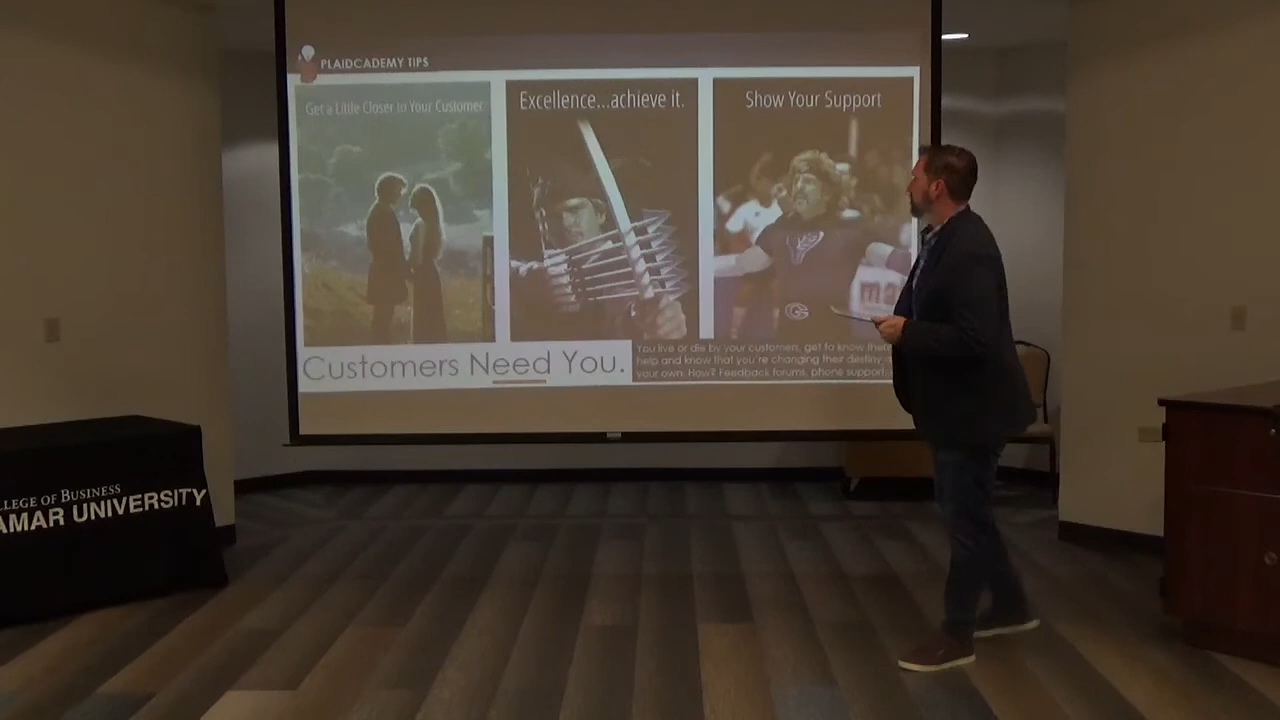 PLAIDCADEMY TIPS
Get a Little Closer to Your Customer
Excellence...achieve it.
Show Your Support
G
ma
Customers Need You.
You live or die by your customers, get to know
help and know that you're changing their destiny
your own. How? Feedback forums, phone support,
LLEGE OF BUSINESS
AMAR UNIVERSITY